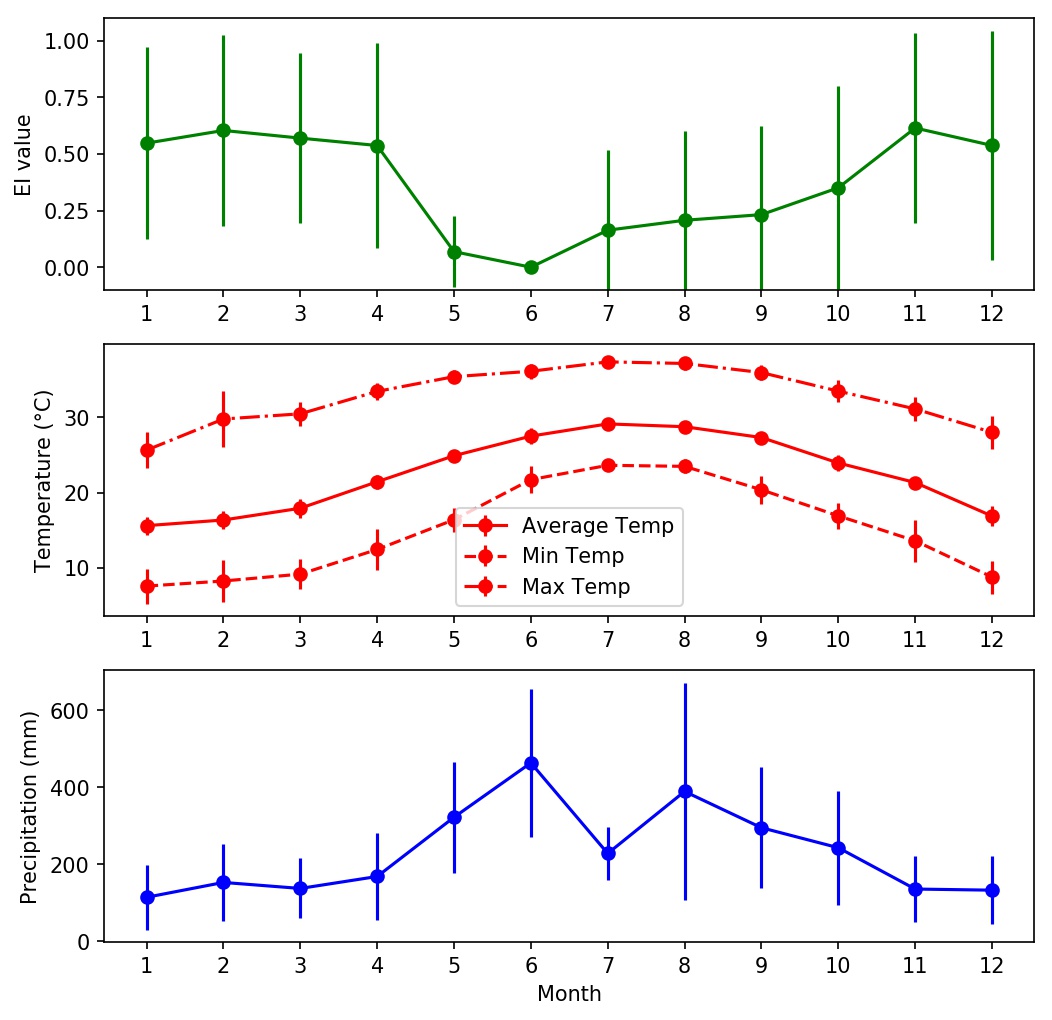 EI value
1.00
0.75
0.50
0.25
0.00
1 2 3 4 5 6 7 8 9 10 11 12
Temperature (°C)
30
20
10
Average Temp
Min Temp
Max Temp
1 2 3 4 5 6 7 8 9 10 11 12
Precipitation (mm)
600
400
200
0
1 2 3 4 5 6 7 8 9 10 11 12
Month